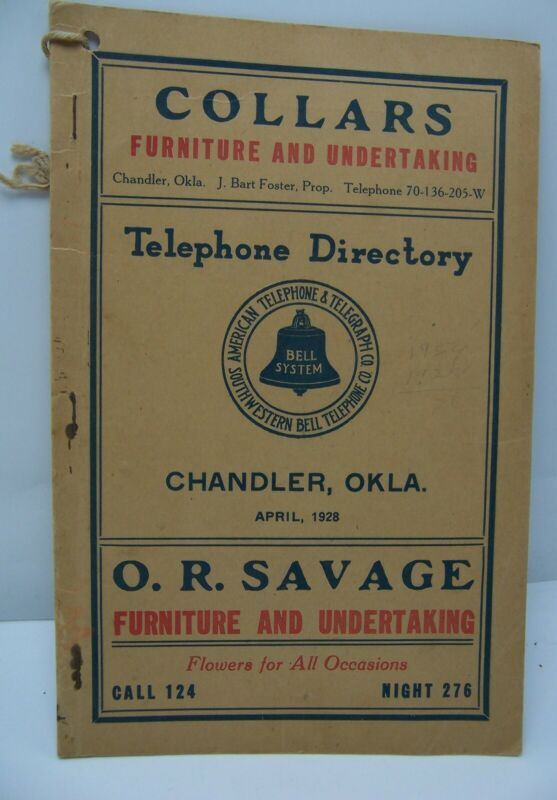 COLLARS
FURNITURE AND UNDERTAKING
Chandler, Okla. J. Bart Foster, Prop. Telephone 70-136-205-W
Telephone Directory
AMERICAN TELEPHONE & TELEGRAPH CO.
BELL
SYSTEM
SOUTHWESTERN BELL TELEPHONE CO.
CHANDLER, OKLA.
APRIL, 1928
O. R. SAVAGE
FURNITURE AND UNDERTAKING
Flowers for All Occasions
CALL 124 NIGHT 276